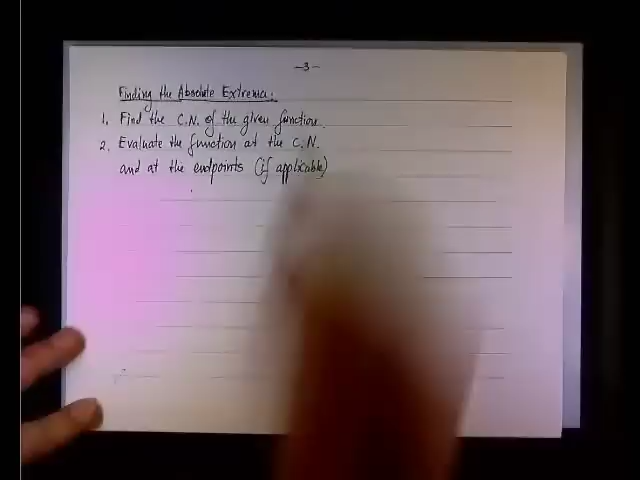 -3-
Finding the Absolute Extrema:
1. Find the C.N. of the given function.
2. Evaluate the function at the C.N.
and at the endpoints (if applicable)